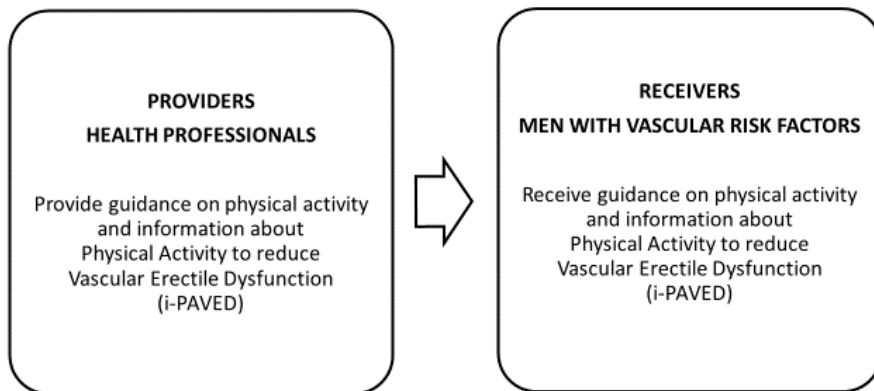 PROVIDERS
HEALTH PROFESSIONALS
Provide guidance on physical activity
and information about
Physical Activity to reduce
Vascular Erectile Dysfunction
(i-PAVED)
RECEIVERS
MEN WITH VASCULAR RISK FACTORS
Receive guidance on physical activity
and information about
Physical Activity to reduce
Vascular Erectile Dysfunction
(i-PAVED)